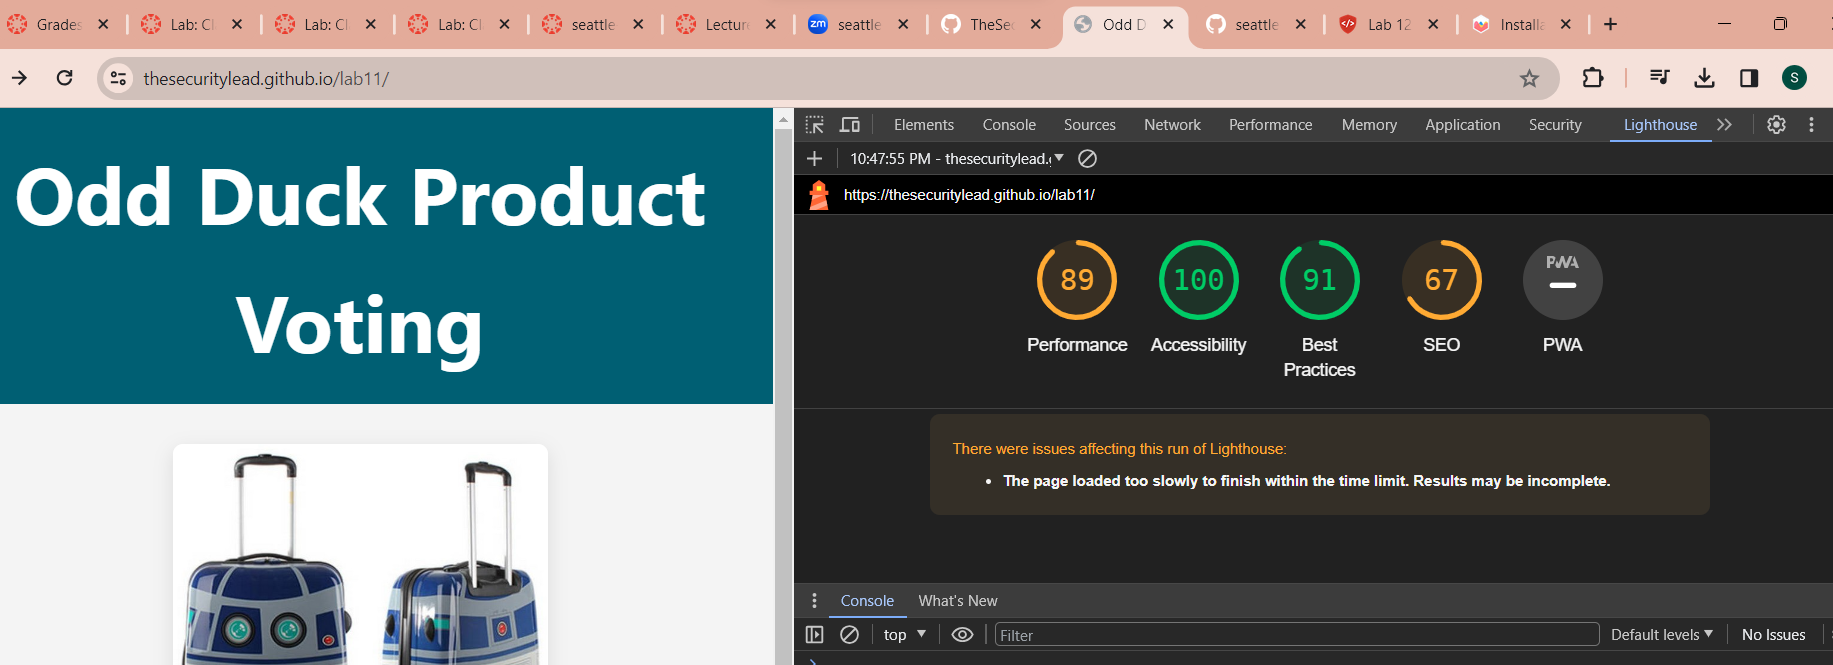 Grades
Lab: Cl
Lab: Cl
Lab: Cl
seattle
Lecture
zm
seattle
TheSec
Odd D
seattle
Lab 12
Installa
thesecuritylead.github.io/lab11/
S
Odd Duck Product
Voting
Elements Console Sources Network Performance Memory Application Security Lighthouse
10:47:55 PM - thesecuritylead.g
https://thesecuritylead.github.io/lab11/
89 100 91 67 PWA
Performance Accessibility Best Practices SEO PWA
There were issues affecting this run of Lighthouse:
• The page loaded too slowly to finish within the time limit. Results may be incomplete.
Console What's New
top Filter Default levels No Issues